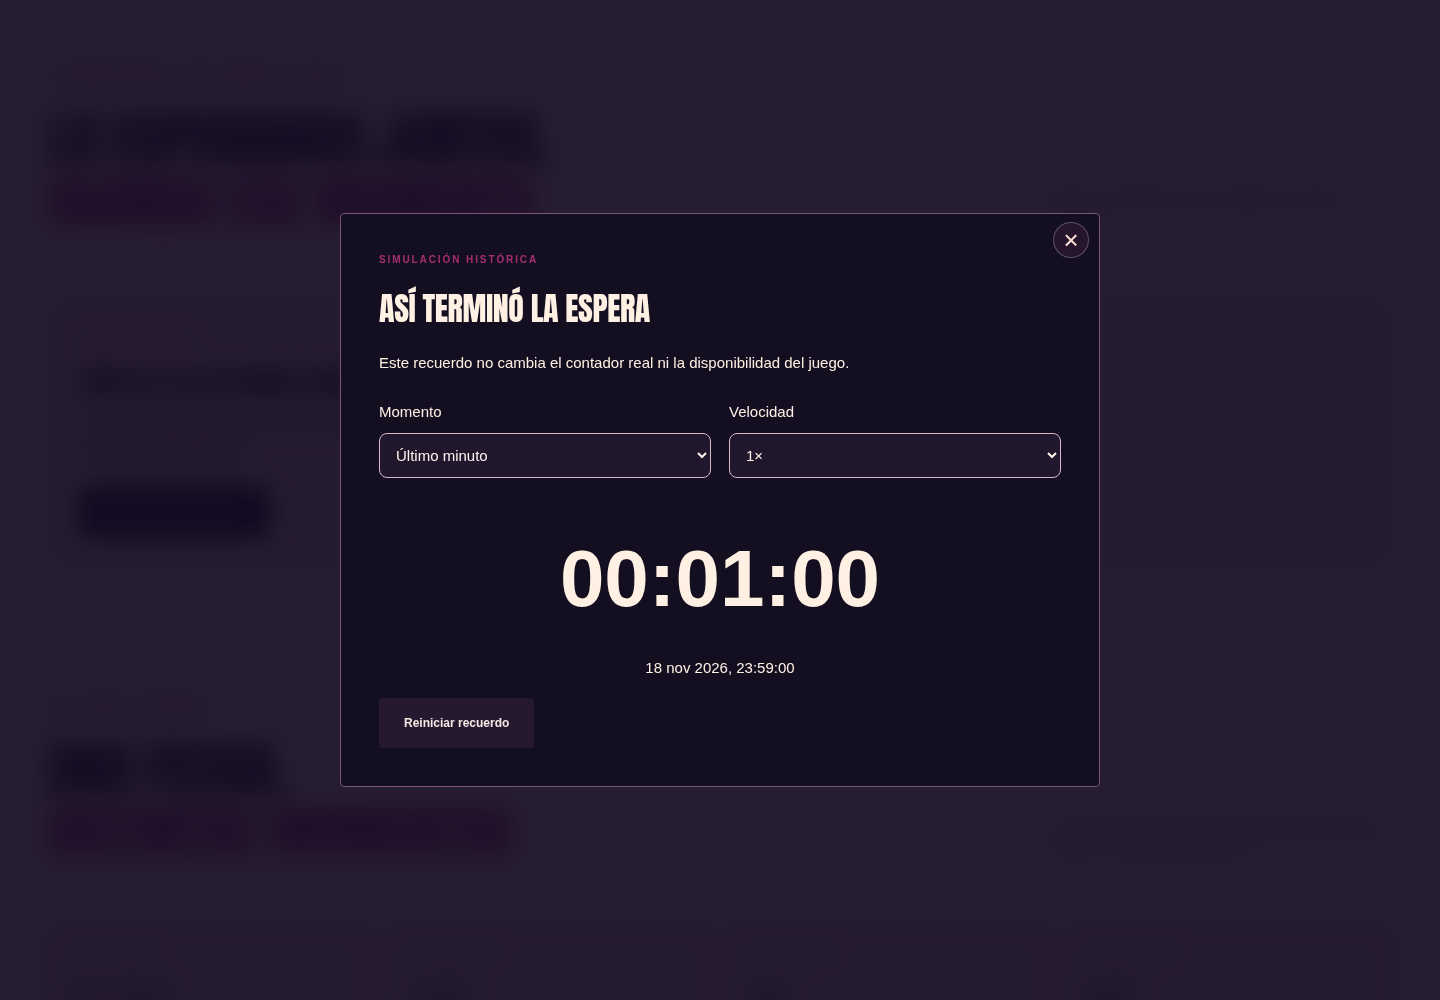 SIMULACIÓN HISTÓRICA
ASÍ TERMINÓ LA ESPERA
Este recuerdo no cambia el contador real ni la disponibilidad del juego.
Momento
Velocidad
Último minuto
1×
00:01:00
18 nov 2026, 23:59:00
Reiniciar recuerdo